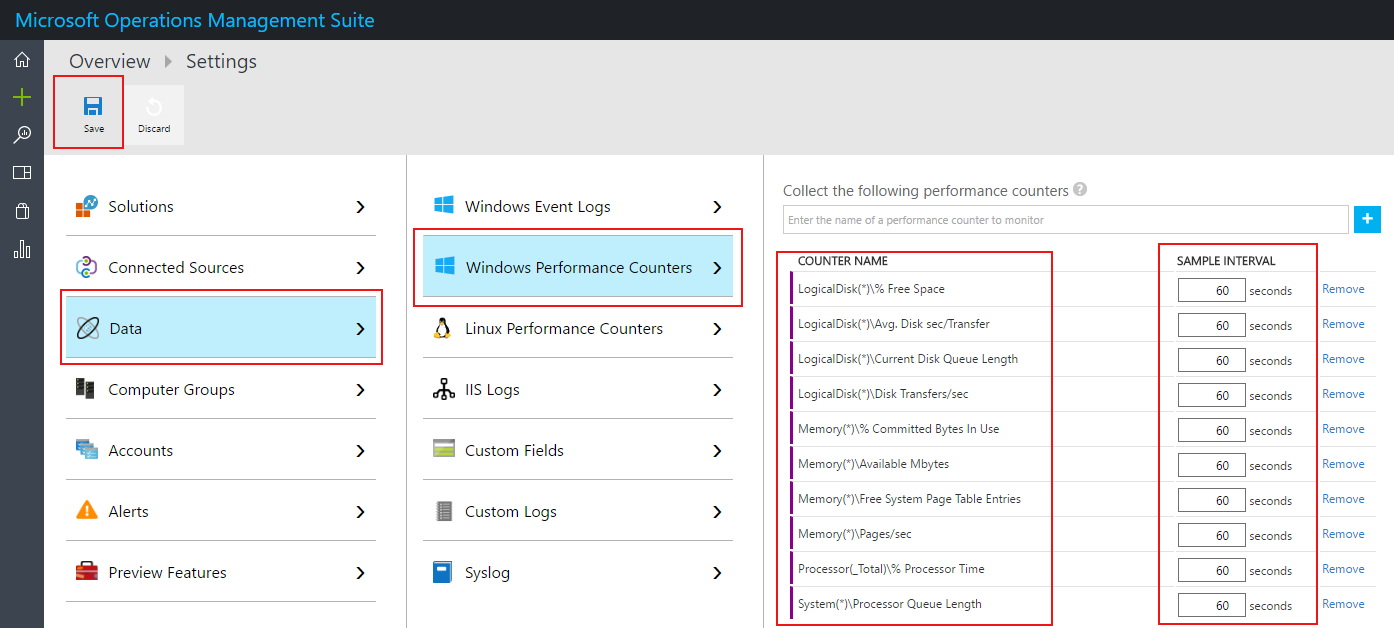 Microsoft Operations Management Suite
Overview Settings
Save
Discard
Solutions
Connected Sources
Data
Computer Groups
Accounts
Alerts
Preview Features
Windows Event Logs
Windows Performance Counters
Linux Performance Counters
IIS Logs
Custom Fields
Custom Logs
Syslog
Collect the following performance counters ?
Enter the name of a performance counter to monitor
+
COUNTER NAME SAMPLE INTERVAL
LogicalDisk(*)\% Free Space 60 seconds Remove
LogicalDisk(*)\Avg. Disk sec/Transfer 60 seconds Remove
LogicalDisk(*)\Current Disk Queue Length 60 seconds Remove
LogicalDisk(*)\Disk Transfers/sec 60 seconds Remove
Memory(*)\% Committed Bytes In Use 60 seconds Remove
Memory(*)\Available Mbytes 60 seconds Remove
Memory(*)\Free System Page Table Entries 60 seconds Remove
Memory(*)\Pages/sec 60 seconds Remove
Processor(_Total)\% Processor Time 60 seconds Remove
System(*)\Processor Queue Length 60 seconds Remove